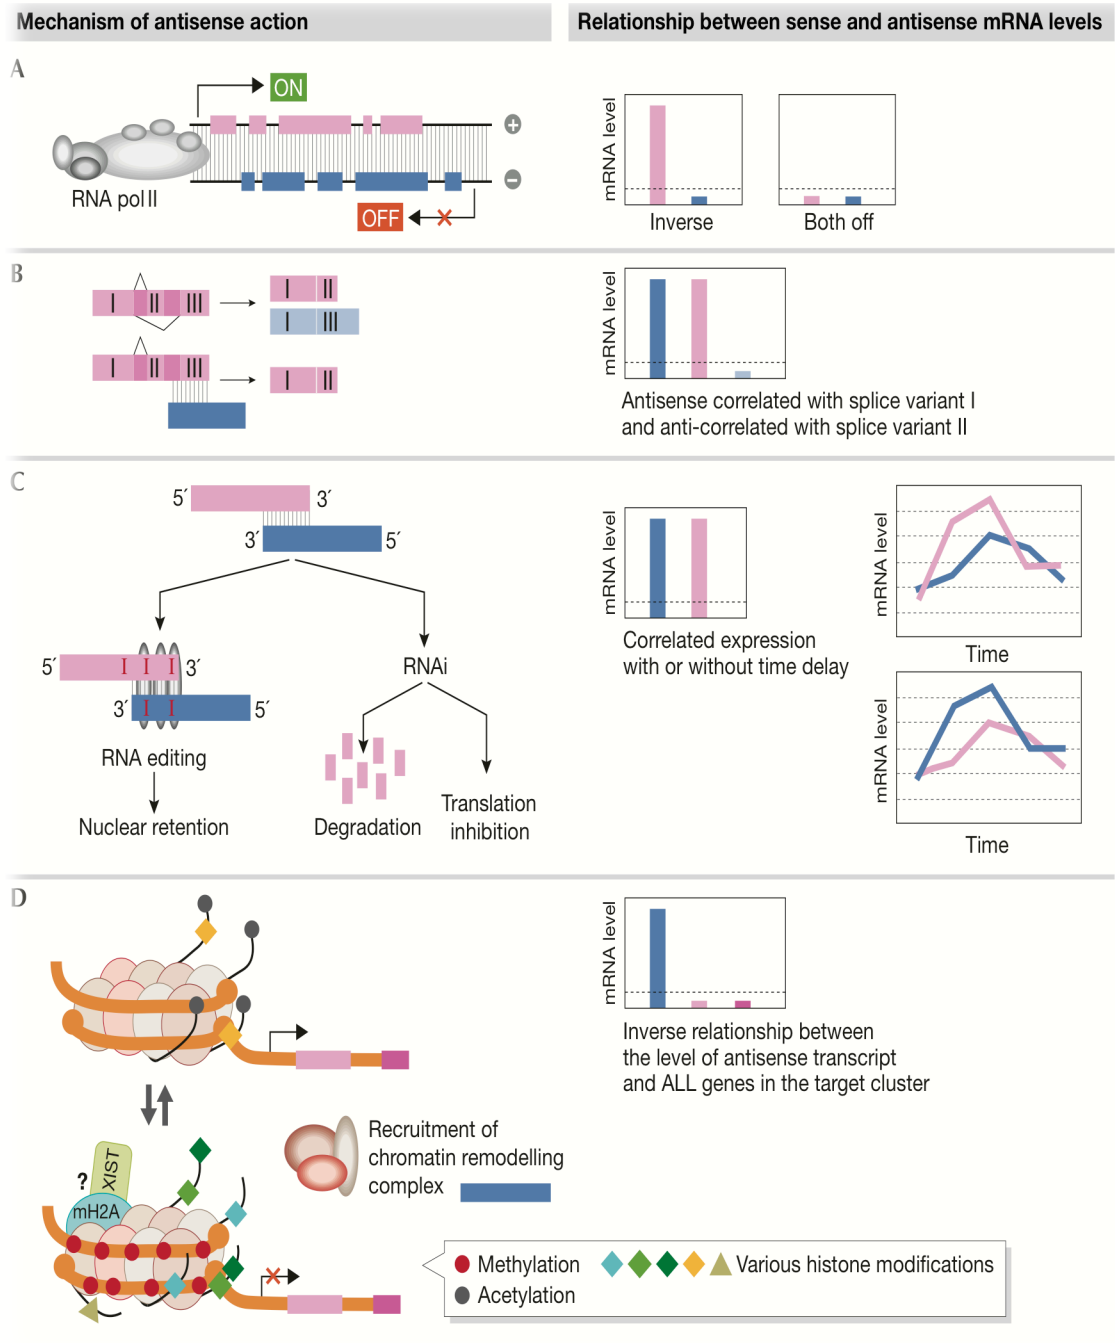 Mechanism of antisense action
Relationship between sense and antisense mRNA levels
A
ON
+
RNA pol II
−
OFF
mRNA level
Inverse
Both off
B
I II III
I II
I III
I II III
I II
mRNA level
Antisense correlated with splice variant I
and anti-correlated with splice variant II
C
5′ 3′
3′ 5′
5′ I I I 3′
3′ I I 5′
RNA editing
Nuclear retention
RNAi
Degradation
Translation
inhibition
mRNA level
Correlated expression
with or without time delay
mRNA level
Time
mRNA level
Time
D
mRNA level
Inverse relationship between
the level of antisense transcript
and ALL genes in the target cluster
Recruitment of
chromatin remodelling
complex
XIST
?
mH2A
Methylation
Various histone modifications
Acetylation